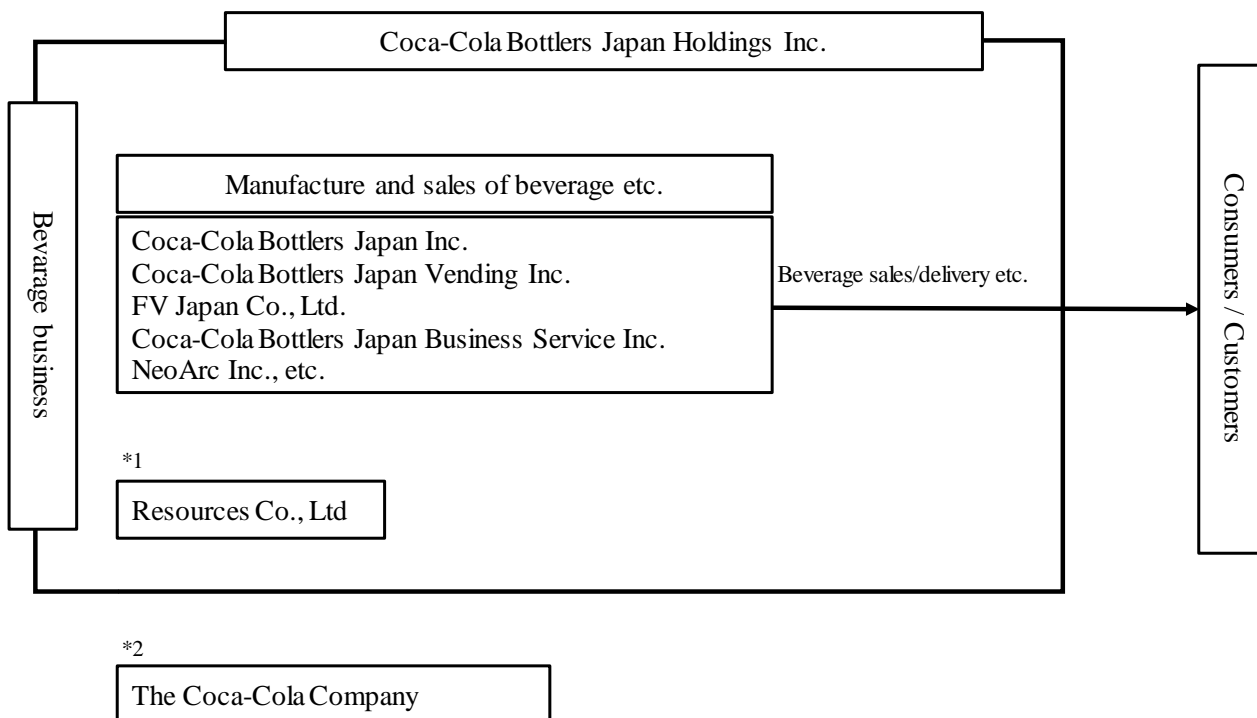 Coca-Cola Bottlers Japan Holdings Inc.
Bevarage business
Manufacture and sales of beverage etc.
Coca-Cola Bottlers Japan Inc.
Coca-Cola Bottlers Japan Vending Inc.
FV Japan Co., Ltd.
Coca-Cola Bottlers Japan Business Service Inc.
NeoArc Inc., etc.
Beverage sales/delivery etc.
Consumers / Customers
*1
Resources Co., Ltd
*2
The Coca-Cola Company